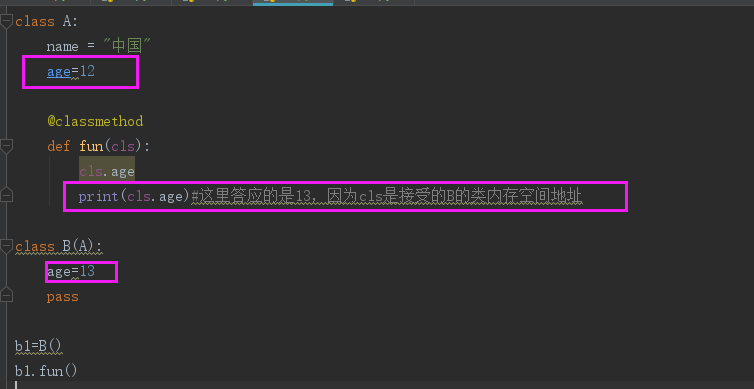 class A:
    name = "中国"
    age=12
    @classmethod
    def fun(cls):
        cls.age
        print(cls.age)#这里答应的是13, 因为cls是接受的B的类内存空间地址
class B(A):
    age=13
    pass
b1=B()
b1.fun()